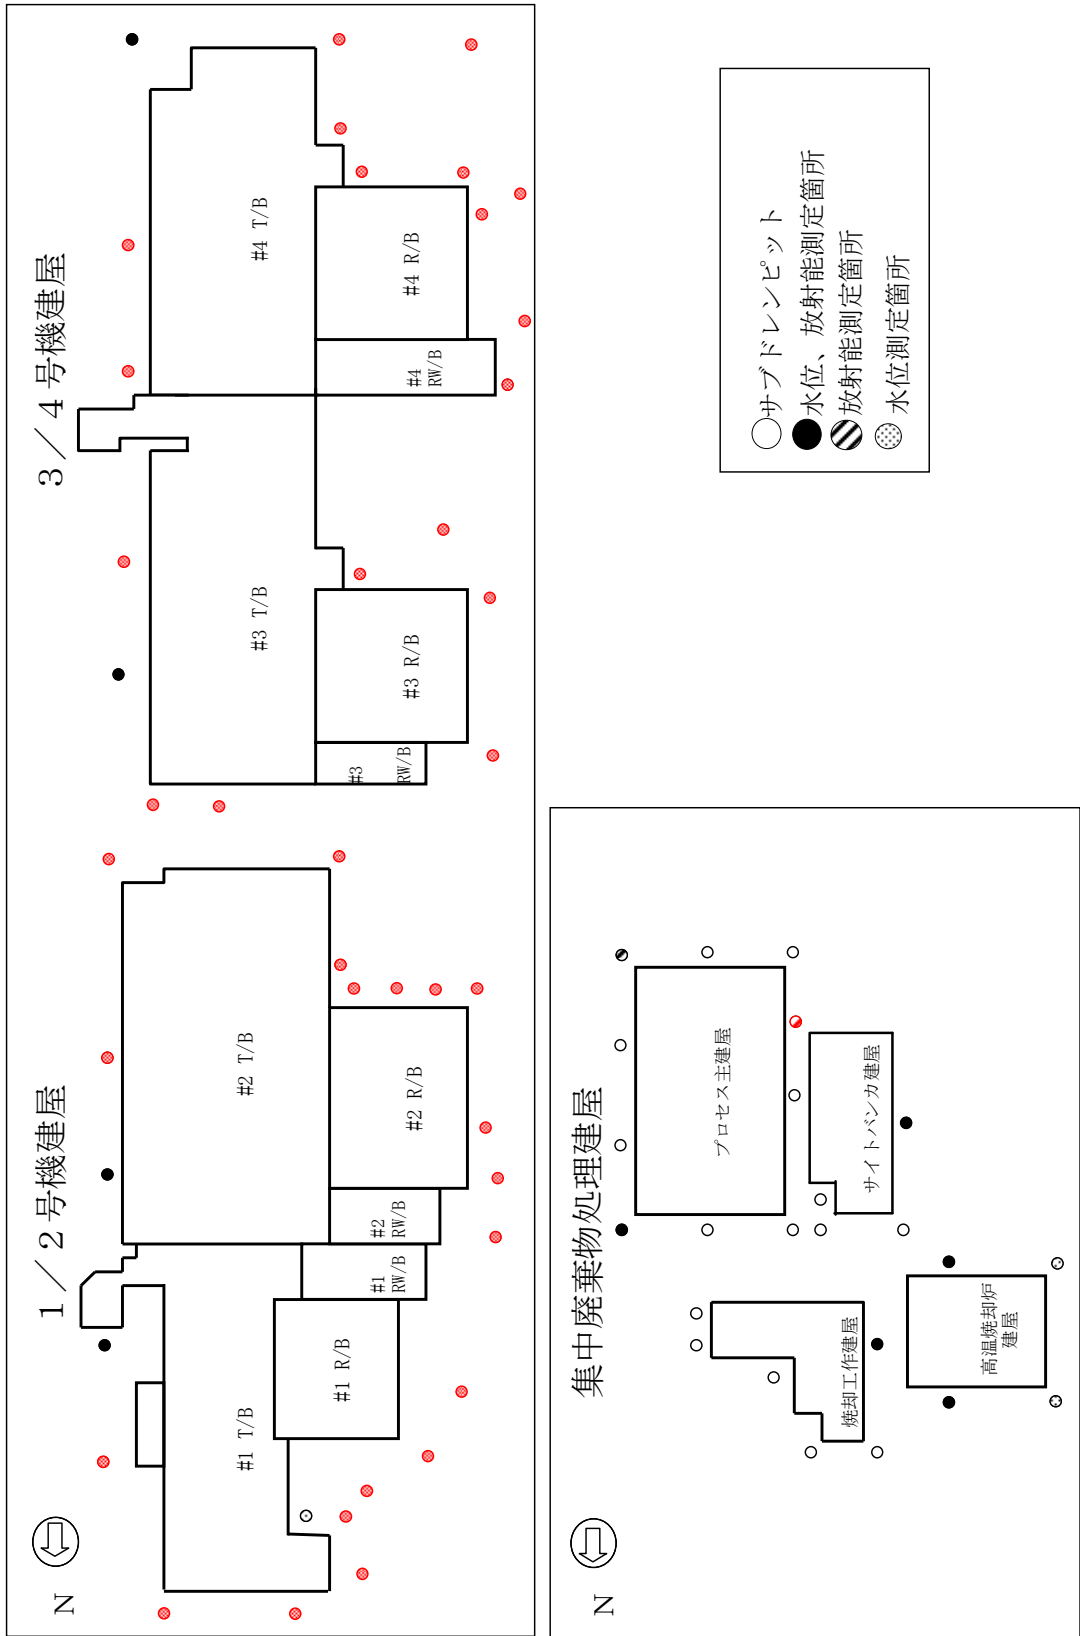 1/2号機建屋
3/4号機建屋
N
#1 T/B
#1 R/B
#1
RW/B
#2
RW/B
#2 T/B
#2 R/B
#3
RW/B
#3 T/B
#3 R/B
#4
RW/B
#4 T/B
#4 R/B
集中廃棄物処理建屋
N
プロセス主建屋
サイトバンカ建屋
焼却工作建屋
高温焼却炉
建屋
サブドレンピット
水位、放射能測定箇所
放射能測定箇所
水位測定箇所